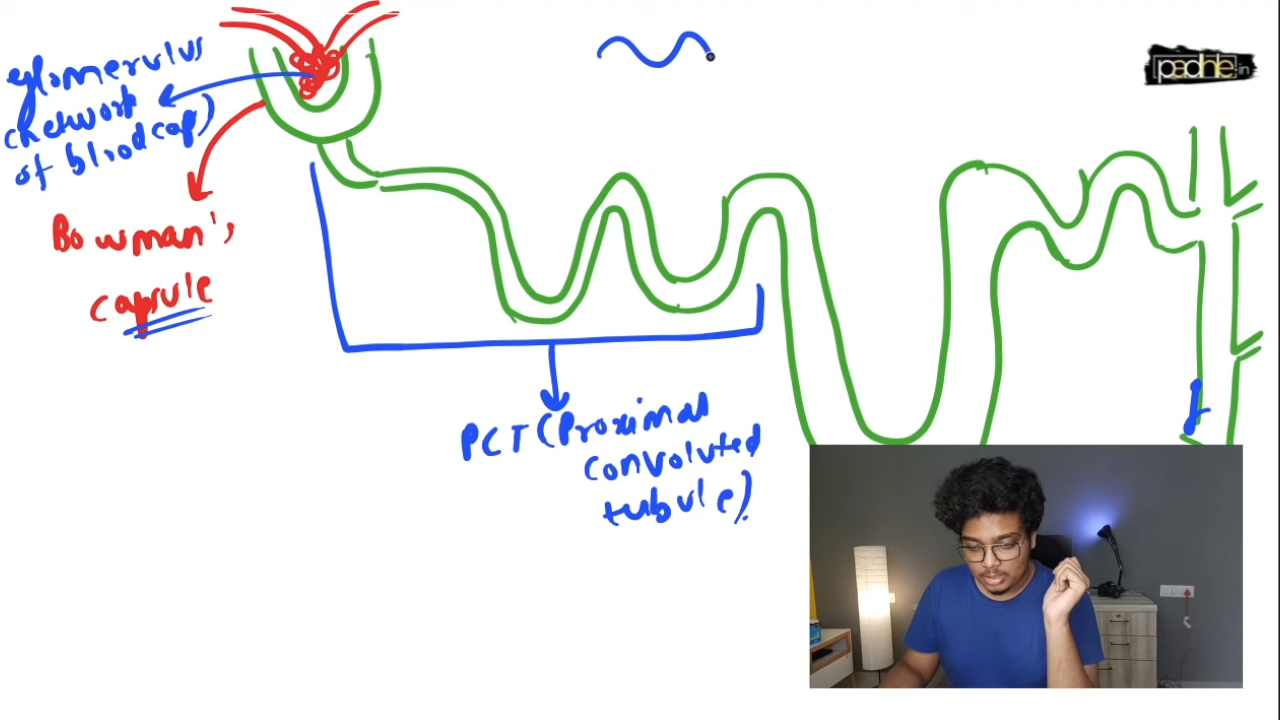 glomerulus
(network
of blood cap)
Bowman's
capsule
PCT (Proximal
convoluted
tubule).
padhle.in